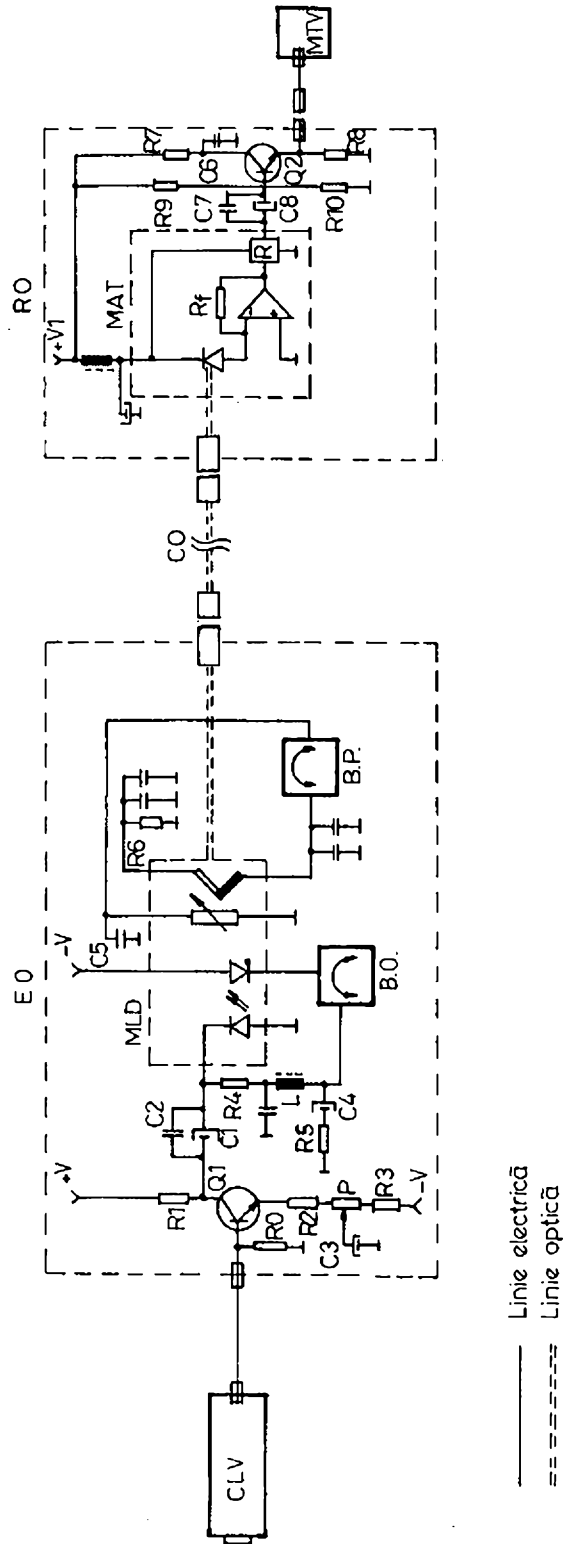 EO
RO
+V
-V
+V1
CLV
R0
Q1
R1
R2
P
R3
-V
C3
C2
C1
R4
L
R5
C4
MLD
C5
R6
B.O.
B.P.
CO
MAT
Rf
R
R9
R7
C7
C6
C8
Q2
R10
R8
MTV
Linie electrică
Linie optică